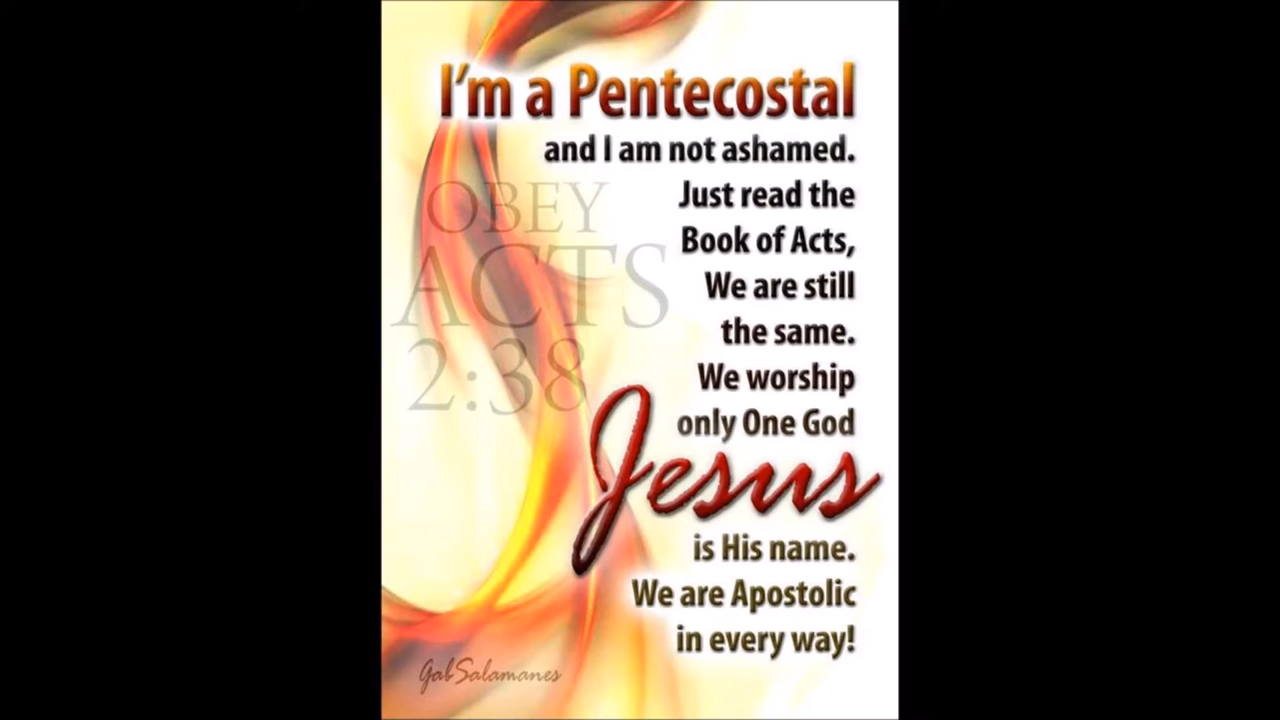 I'm a Pentecostal
and I am not ashamed.
Just read the
Book of Acts,
We are still
the same.
We worship
only One God
Jesus
is His name.
We are Apostolic
in every way!
OBEY
ACTS
2:38
GabSalamanes